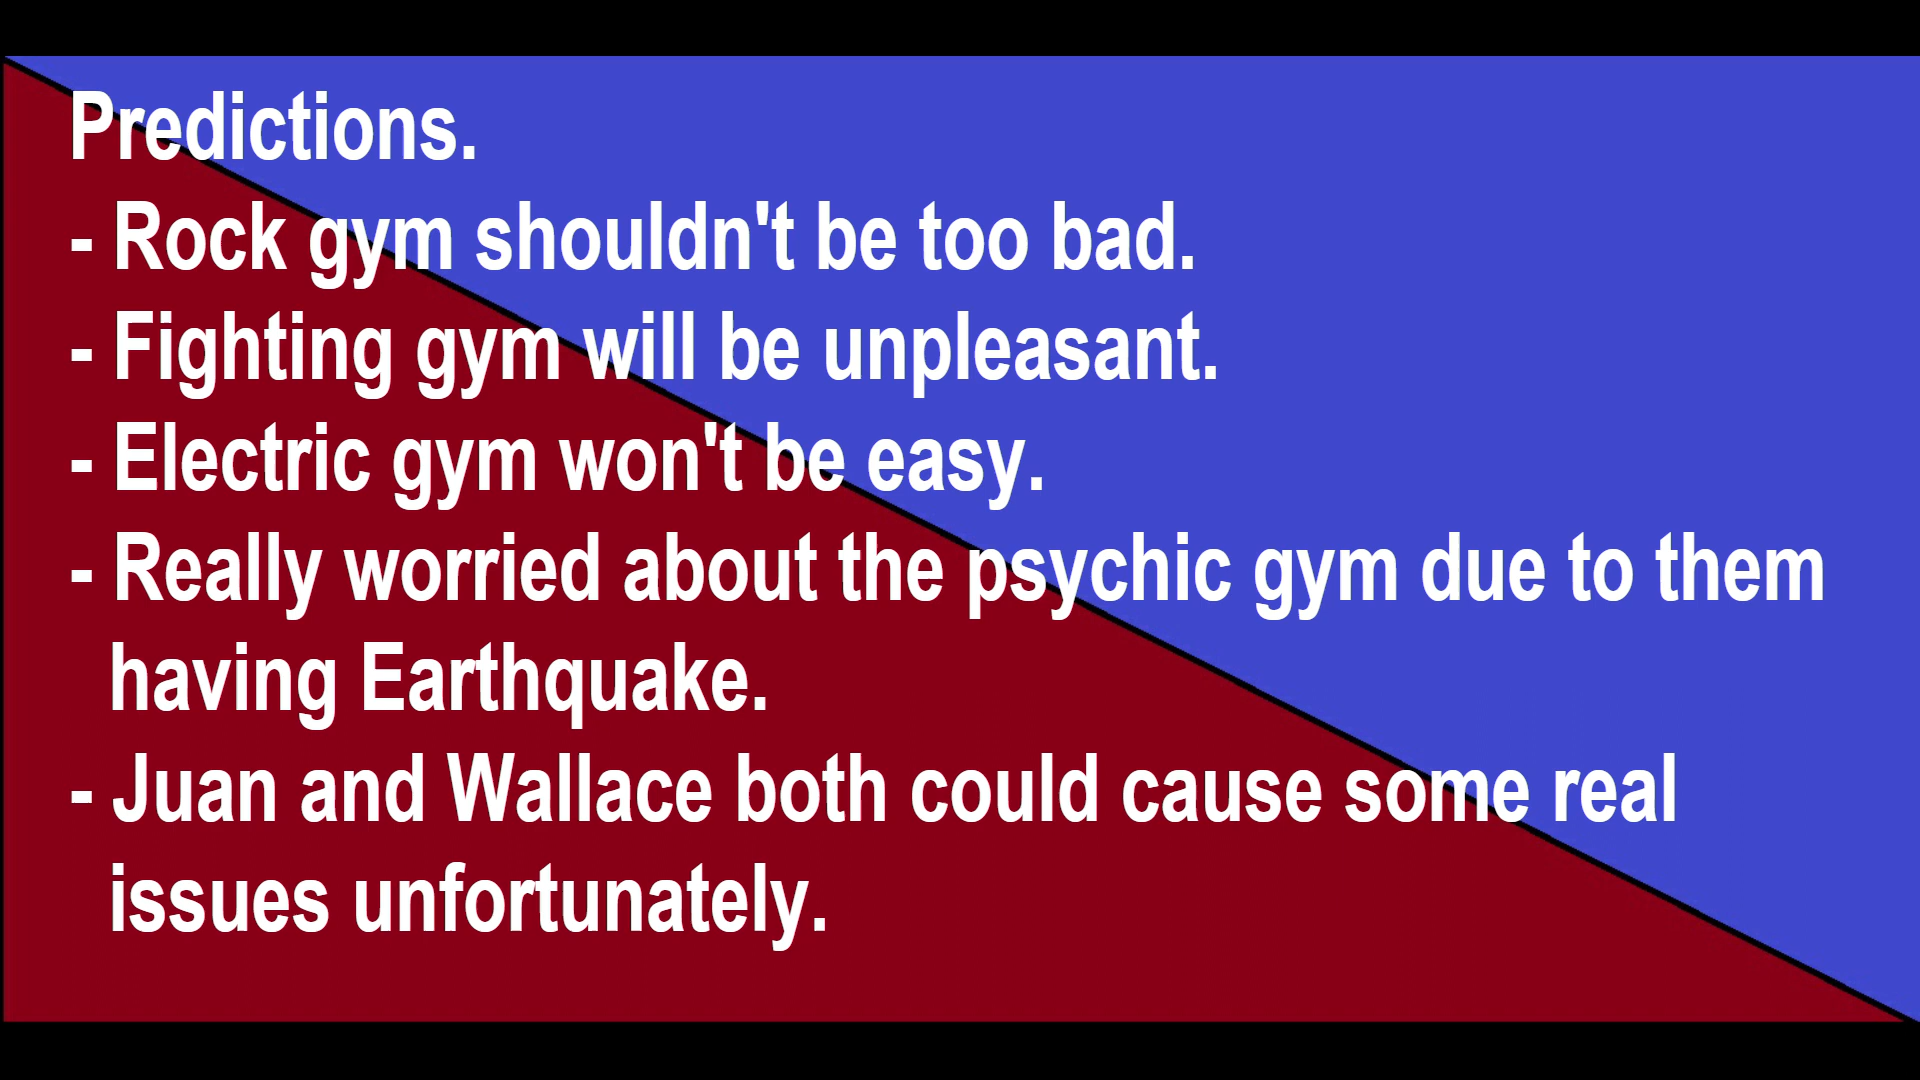 Predictions.
- Rock gym shouldn't be too bad.
- Fighting gym will be unpleasant.
- Electric gym won't be easy.
- Really worried about the psychic gym due to them
having Earthquake.
- Juan and Wallace both could cause some real
issues unfortunately.